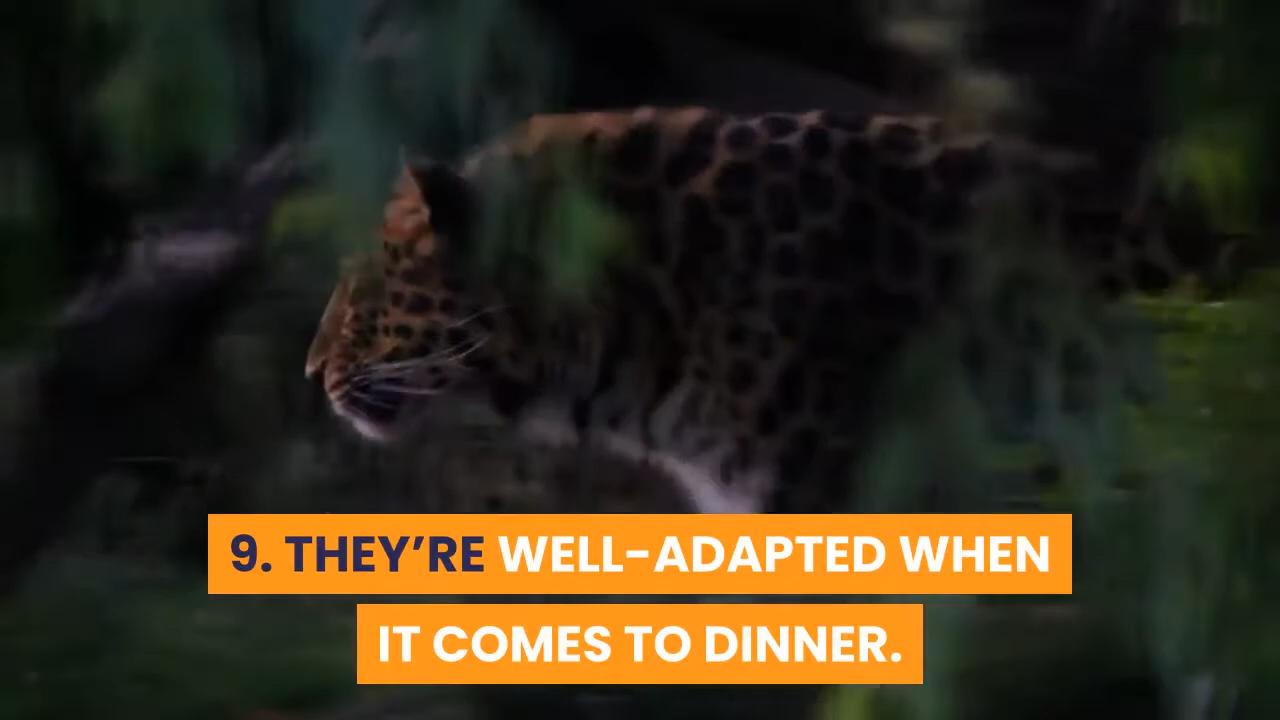 9. THEY’RE WELL-ADAPTED WHEN
IT COMES TO DINNER.